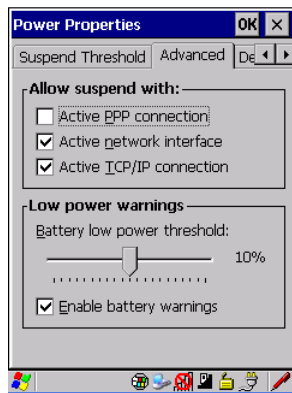 Power Properties OK ×
Suspend Threshold Advanced De
Allow suspend with:
Active PPP connection
Active network interface
Active TCP/IP connection
Low power warnings
Battery low power threshold:
10%
Enable battery warnings